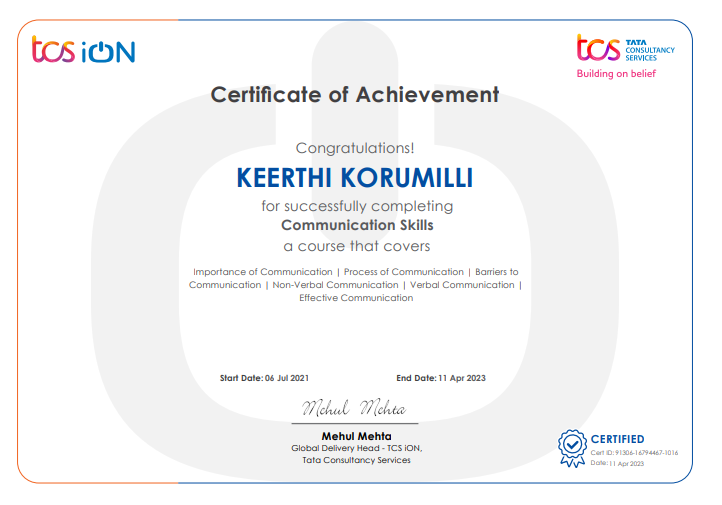 tcs iON
tcs TATA
CONSULTANCY
SERVICES
Building on belief
Certificate of Achievement
Congratulations!
KEERTHI KORUMILLI
for successfully completing
Communication Skills
a course that covers
Importance of Communication | Process of Communication | Barriers to
Communication | Non-Verbal Communication | Verbal Communication |
Effective Communication
Start Date: 06 Jul 2021 End Date: 11 Apr 2023
Mehul Mehta
Mehul Mehta
Global Delivery Head - TCS iON,
Tata Consultancy Services
CERTIFIED
Cert ID: 91306-16794467-1016
Date: 11 Apr 2023